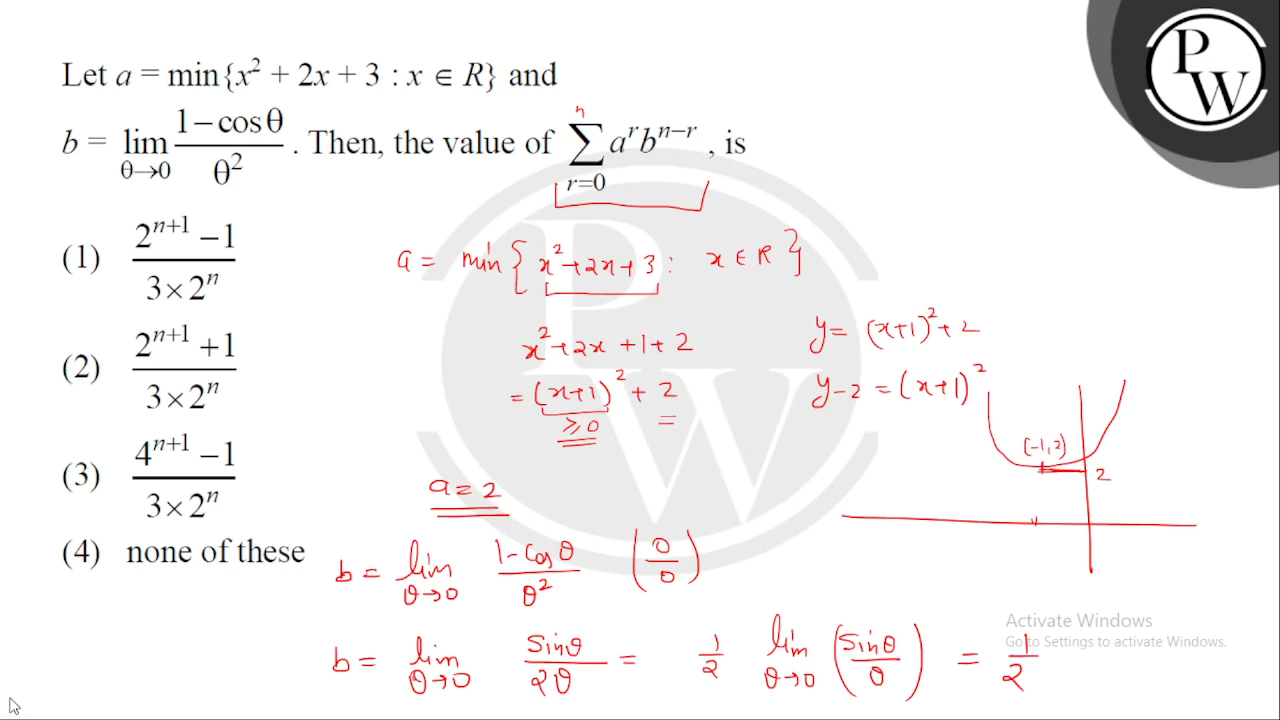 Let a = min{x² + 2x + 3 : x ∈ R} and
b = lim_{θ→0} (1−cosθ)/θ². Then, the value of ∑_{r=0}^{n} a^r b^{n−r}, is
(1) (2^{n+1} − 1)/(3 × 2^n)
(2) (2^{n+1} + 1)/(3 × 2^n)
(3) (4^{n+1} − 1)/(3 × 2^n)
(4) none of these
a = min { x² + 2x + 3 : x ∈ R }
x² + 2x + 1 + 2
= (x+1)² + 2
≥ 0
=
a = 2
y = (x+1)² + 2
y − 2 = (x+1)²
(−1, 2)
2
b = lim_{θ→0} (1 − cos θ)/θ² (0/0)
b = lim_{θ→0} sinθ/2θ = 1/2 lim_{θ→0} (sinθ/θ) = 1/2
P
W
P
W
Activate Windows
Go to Settings to activate Windows.